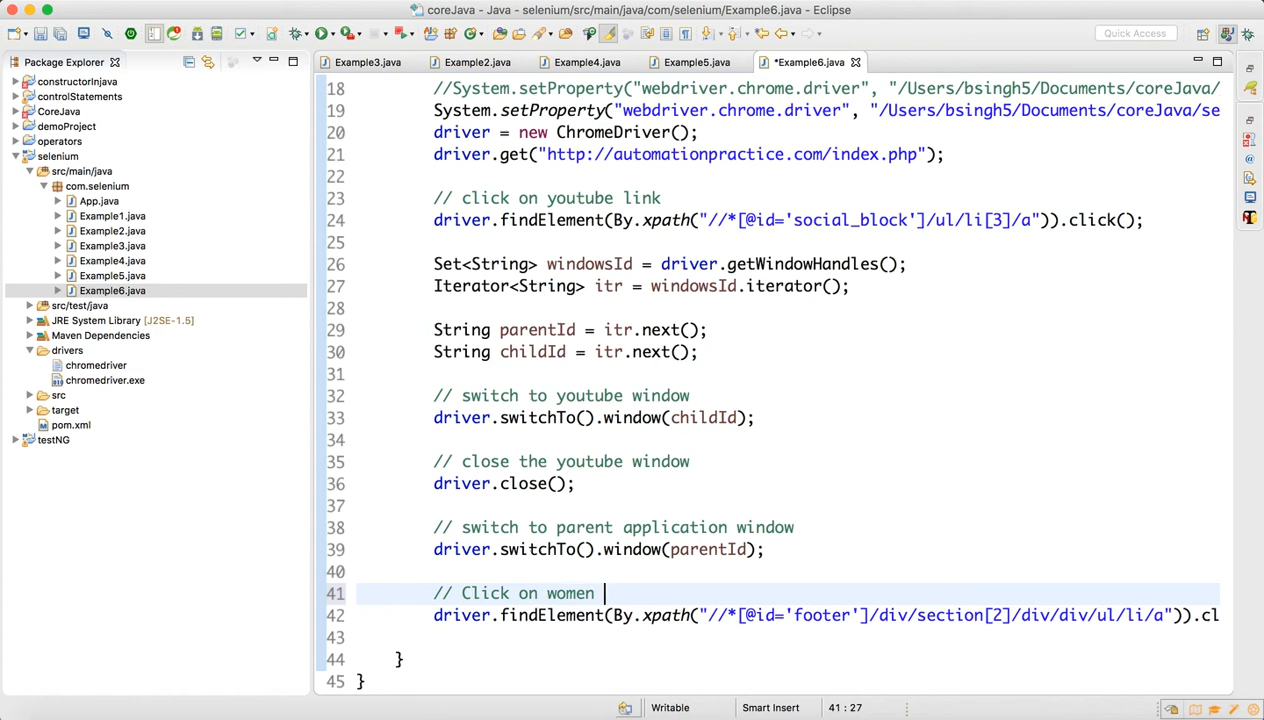 coreJava - Java - selenium/src/main/java/com/selenium/Example6.java - Eclipse
Quick Access
Package Explorer
constructorInjava
controlStatements
CoreJava
demoProject
operators
selenium
src/main/java
com.selenium
App.java
Example1.java
Example2.java
Example3.java
Example4.java
Example5.java
Example6.java
src/test/java
JRE System Library [J2SE-1.5]
Maven Dependencies
drivers
chromedriver
chromedriver.exe
src
target
pom.xml
testNG
Example3.java Example2.java Example4.java Example5.java *Example6.java
18 //System.setProperty("webdriver.chrome.driver", "/Users/bsingh5/Documents/coreJava/
19 System.setProperty("webdriver.chrome.driver", "/Users/bsingh5/Documents/coreJava/se
20 driver = new ChromeDriver();
21 driver.get("http://automationpractice.com/index.php");
22
23 // click on youtube link
24 driver.findElement(By.xpath("//*[@id='social_block']/ul/li[3]/a")).click();
25
26 Set<String> windowsId = driver.getWindowHandles();
27 Iterator<String> itr = windowsId.iterator();
28
29 String parentId = itr.next();
30 String childId = itr.next();
31
32 // switch to youtube window
33 driver.switchTo().window(childId);
34
35 // close the youtube window
36 driver.close();
37
38 // switch to parent application window
39 driver.switchTo().window(parentId);
40
41 // Click on women
42 driver.findElement(By.xpath("//*[@id='footer']/div/section[2]/div/div/ul/li/a")).cl
43
44 }
45 }
Writable Smart Insert 41 : 27